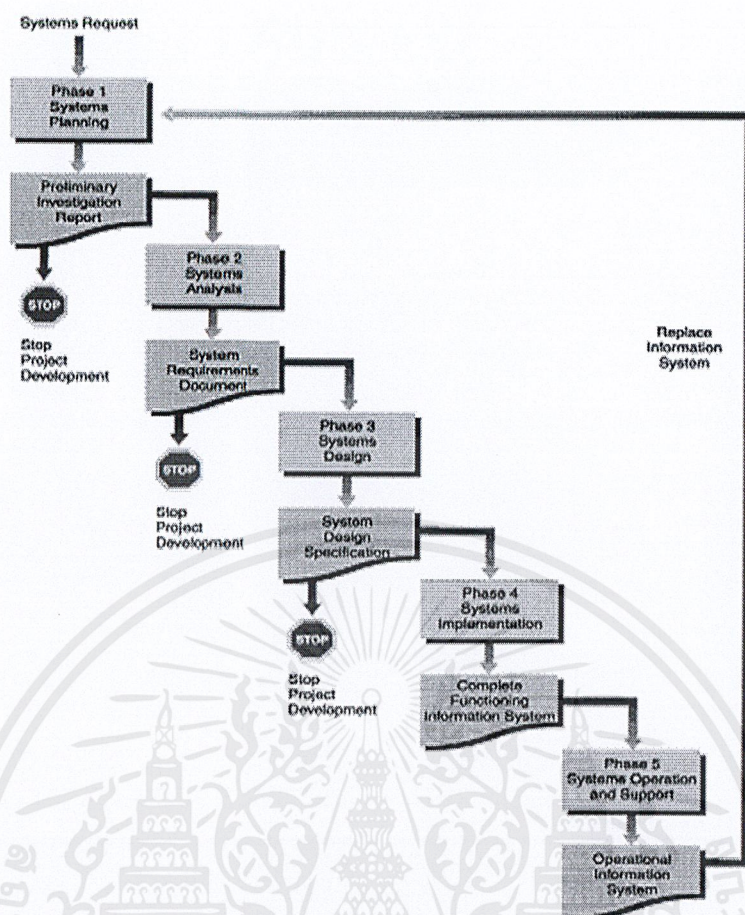 Systems Request
Phase 1
Systems
Planning
Preliminary
Investigation
Report
STOP
Stop
Project
Development
Phase 2
Systems
Analysis
System
Requirements
Document
STOP
Stop
Project
Development
Phase 3
Systems
Design
System
Design
Specification
STOP
Stop
Project
Development
Phase 4
Systems
Implementation
Complete
Functioning
Information System
Phase 5
Systems Operation
and Support
Operational
Information
System
Replace
Information
System